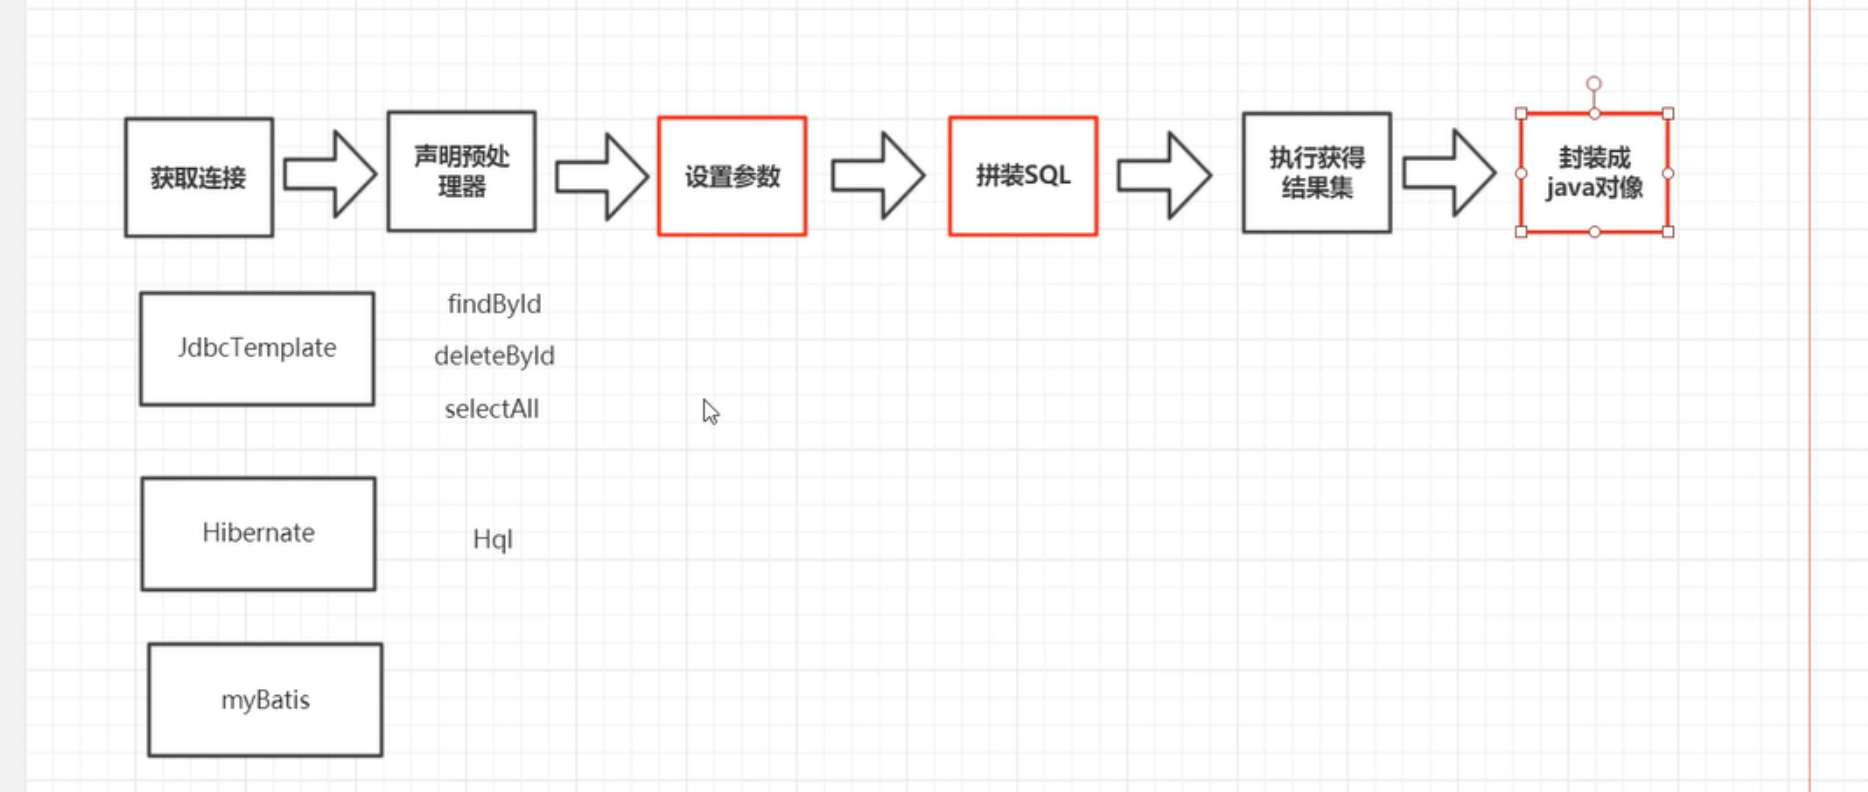 获取连接
声明预处
理器
设置参数
拼装SQL
执行获得
结果集
封装成
java对像
JdbcTemplate
findById
deleteById
selectAll
Hibernate
Hql
myBatis